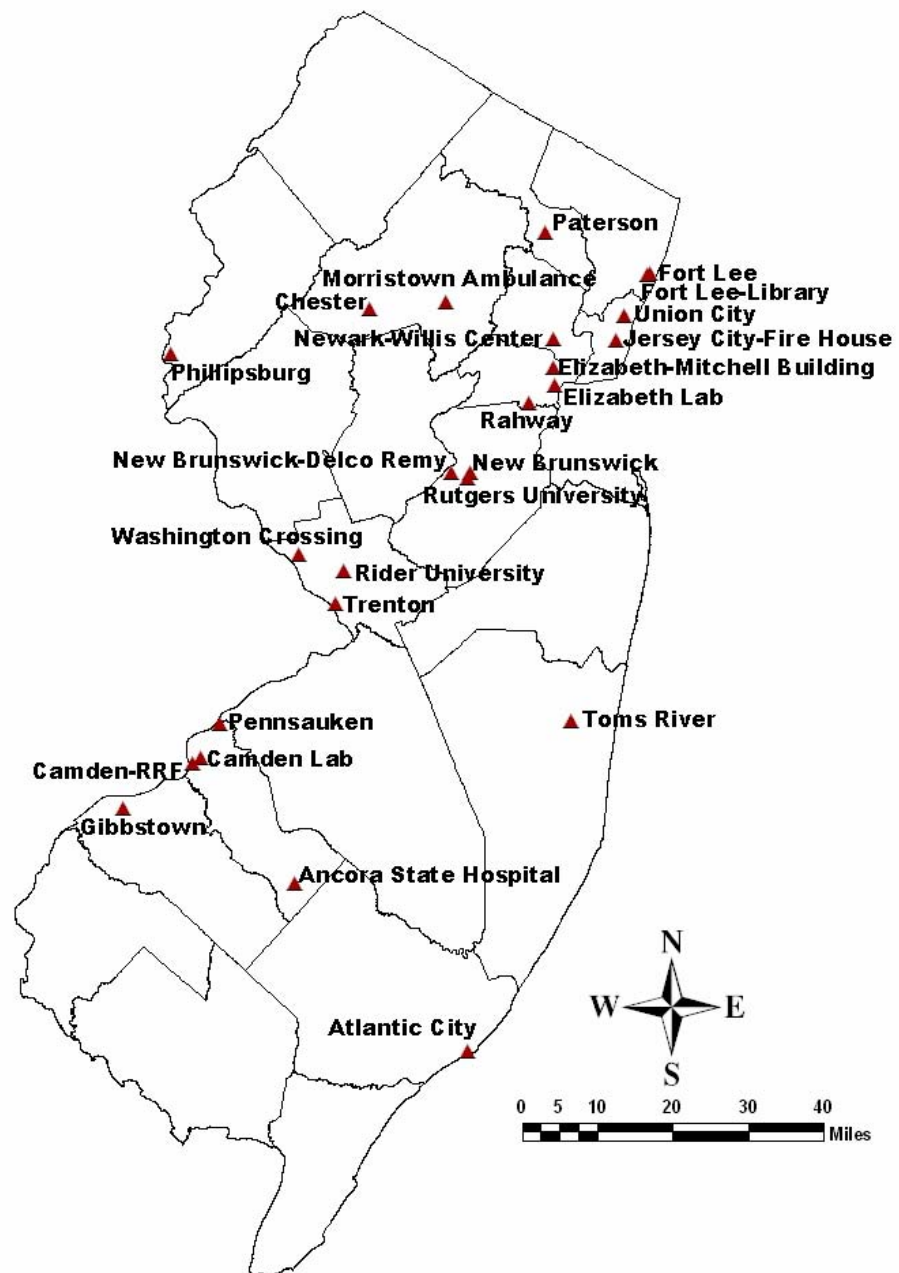 Paterson
Fort Lee
Morristown Ambulance
Fort Lee-Library
Chester
Union City
Newark-Willis Center
Jersey City-Fire House
Phillipsburg
Elizabeth-Mitchell Building
Elizabeth Lab
Rahway
New Brunswick-Delco Remy
New Brunswick
Rutgers University
Washington Crossing
Rider University
Trenton
Pennsauken
Toms River
Camden Lab
Camden-RRF
Gibbstown
Ancora State Hospital
N
W E
S
Atlantic City
0 5 10 20 30 40
Miles